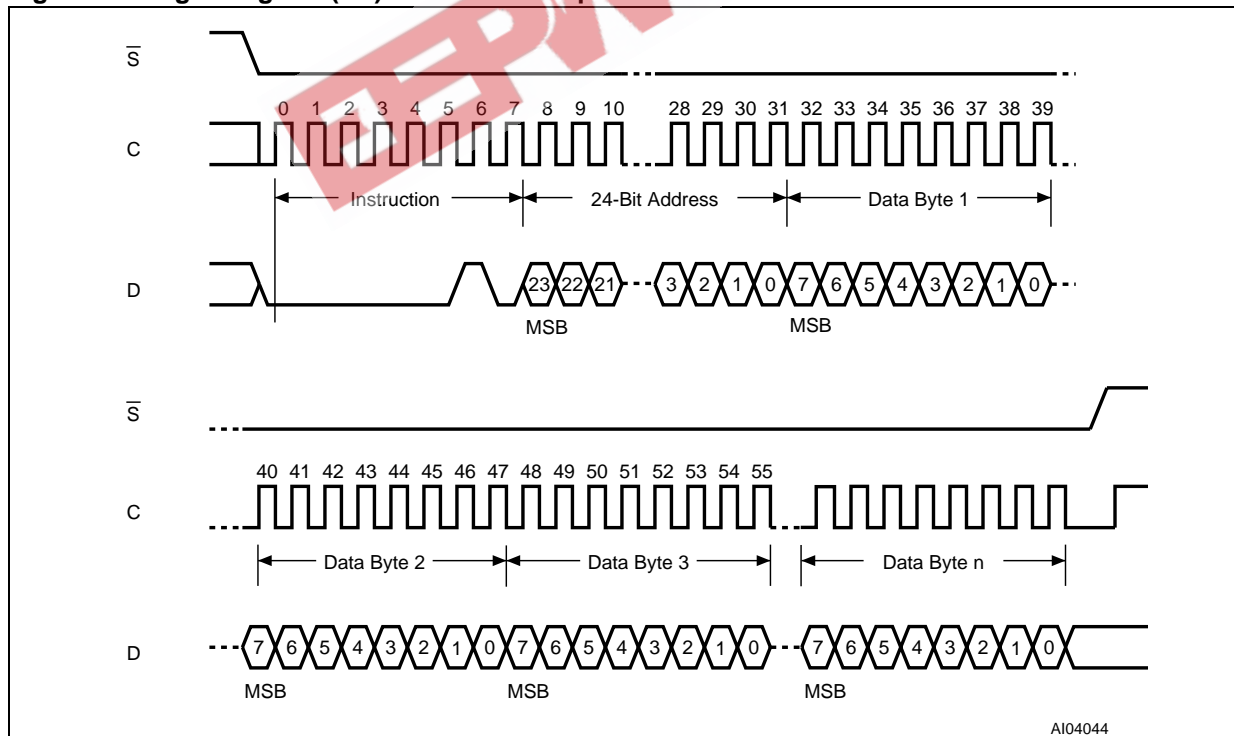 S
0 1 2 3 4 5 6 7 8 9 10 28 29 30 31 32 33 34 35 36 37 38 39
C
Instruction 24-Bit Address Data Byte 1
D 23 22 21 3 2 1 0 7 6 5 4 3 2 1 0
MSB MSB
S
40 41 42 43 44 45 46 47 48 49 50 51 52 53 54 55
C
Data Byte 2 Data Byte 3 Data Byte n
D 7 6 5 4 3 2 1 0 7 6 5 4 3 2 1 0 7 6 5 4 3 2 1 0
MSB MSB MSB
AI04044